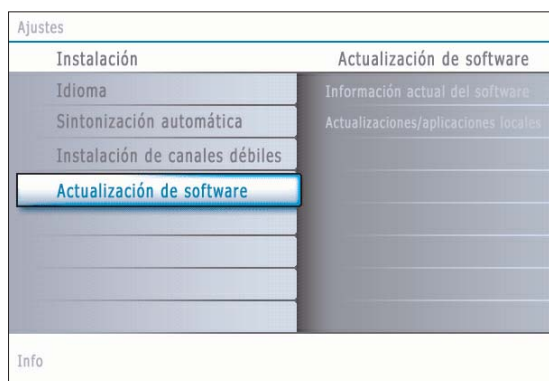 Ajustes
Instalación
Actualización de software
Idioma
Información actual del software
Sintonización automática
Actualizaciones/aplicaciones locales
Instalación de canales débiles
Actualización de software
Info